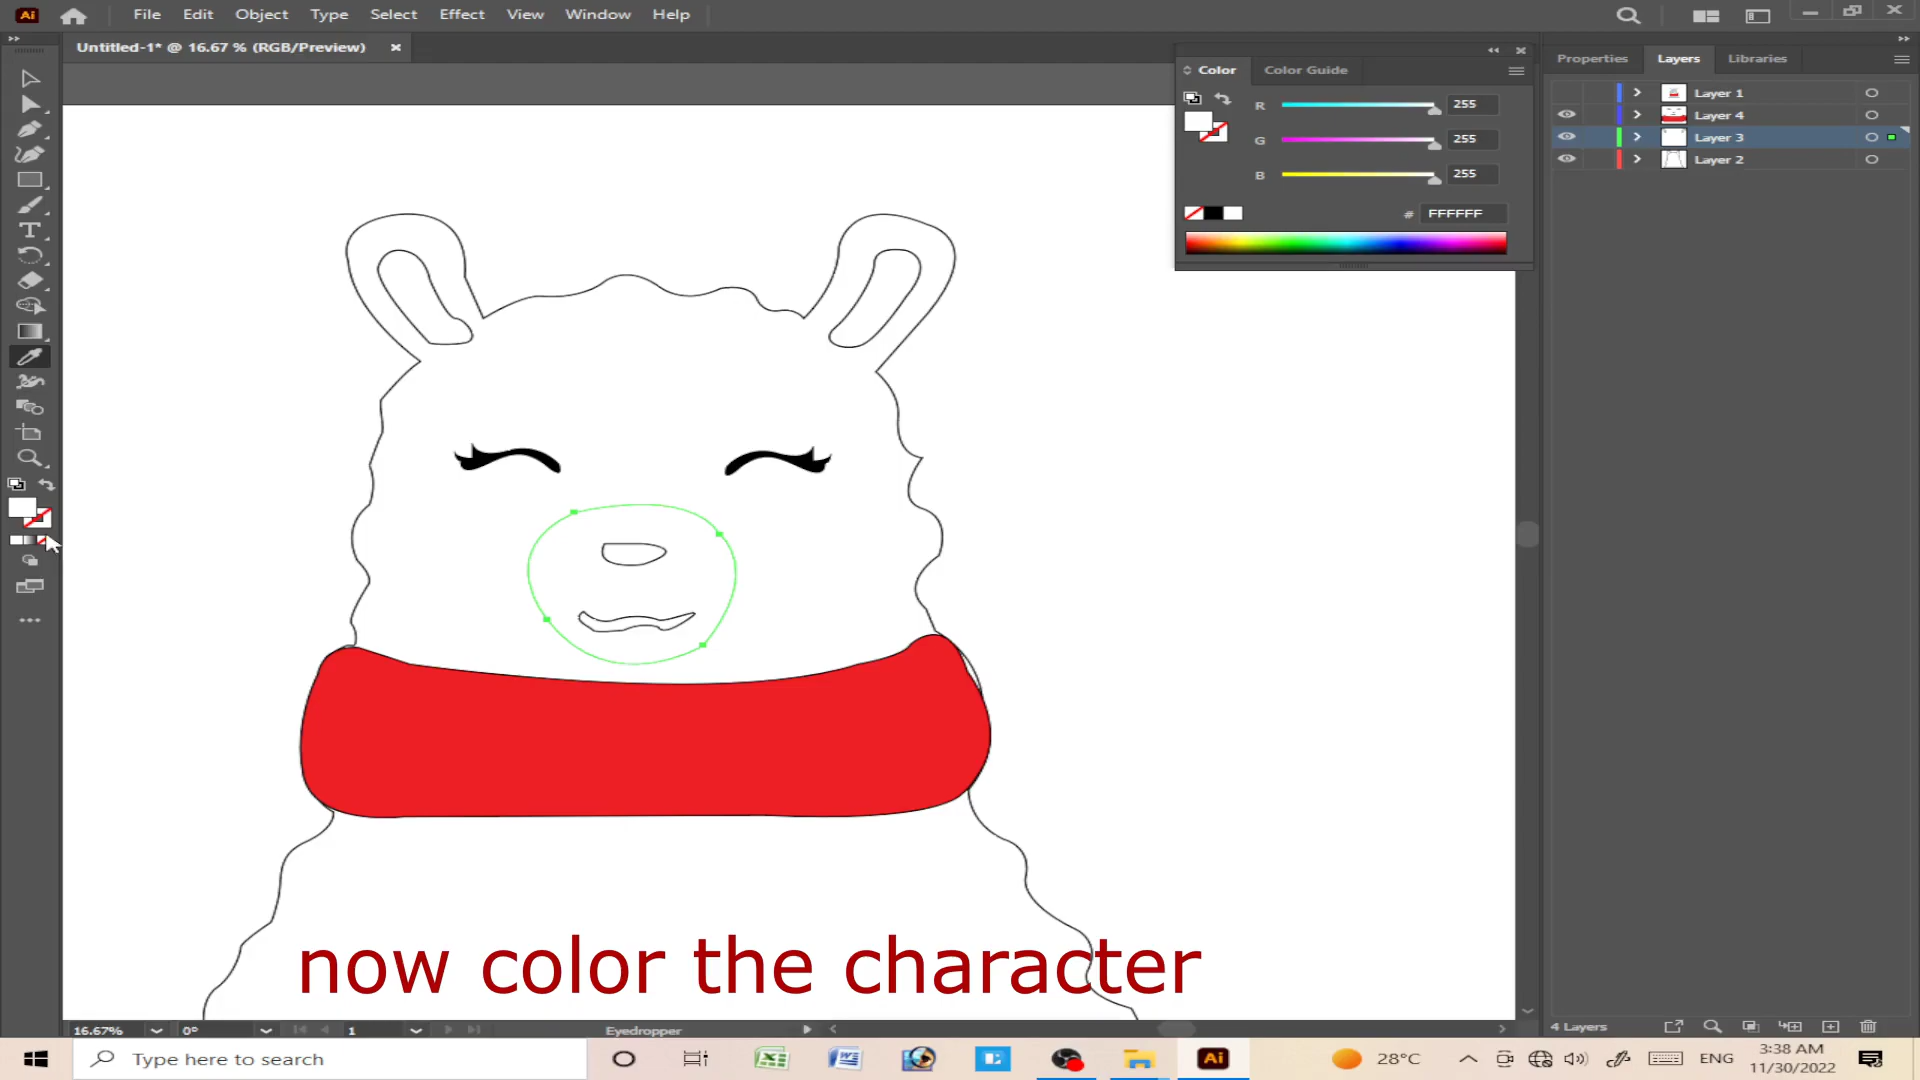 Ai File Edit Object Type Select Effect View Window Help
Untitled-1* @ 16.67 % (RGB/Preview)
Color Color Guide
R 255
G 255
B 255
# FFFFFF
Properties Layers Libraries
Layer 1
Layer 4
Layer 3
Layer 2
now color the character
16.67% 0° 1 Eyedropper
4 Layers
Type here to search
Ai
28°C
ENG
3:38 AM
11/30/2022